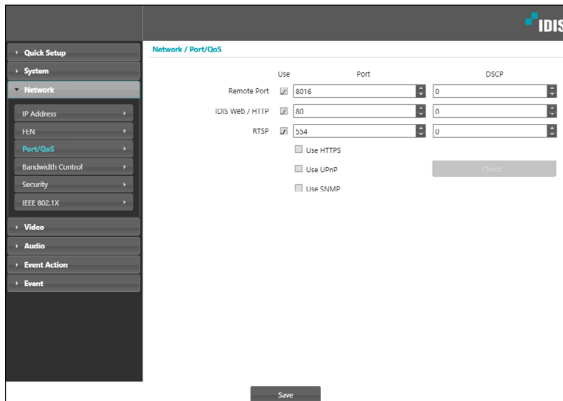 IDIS
Quick Setup
System
Network
IP Address
FEN
Port/QoS
Bandwidth Control
Security
IEEE 802.1X
Video
Audio
Event Action
Event
Network / Port/QoS
Use Port DSCP
Remote Port 8016 0
IDIS Web / HTTP 80 0
RTSP 554 0
Use HTTPS
Use UPnP Check
Use SNMP
Save